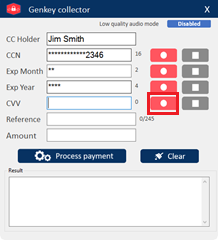 Genkey collector X
Low quality audio mode Disabled
CC Holder Jim Smith
CCN ************2346 16
Exp Month ** 2
Exp Year **** 4
CVV 0
Reference 0/245
Amount
Process payment Clear
Result